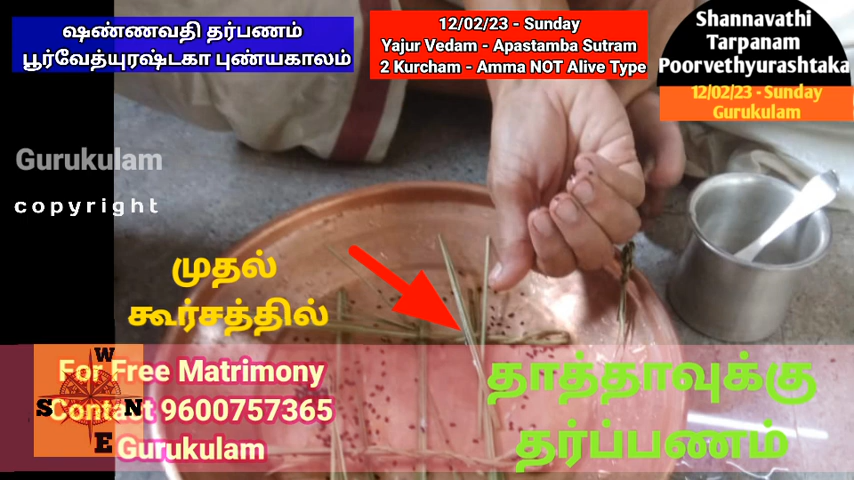 ஷண்ணவதி தர்பணம்
பூர்வேத்யுரஷ்டகா புண்யகாலம்
12/02/23 - Sunday
Yajur Vedam - Apastamba Sutram
2 Kurcham - Amma NOT Alive Type
Shannavathi
Tarpanam
Poorvethyurashtaka
12/02/23 - Sunday
Gurukulam
Gurukulam
copyright
முதல்
கூர்சத்தில்
For Free Matrimony
Contact 9600757365
Gurukulam
W
S N
E
தாத்தாவுக்கு
தர்ப்பணம்